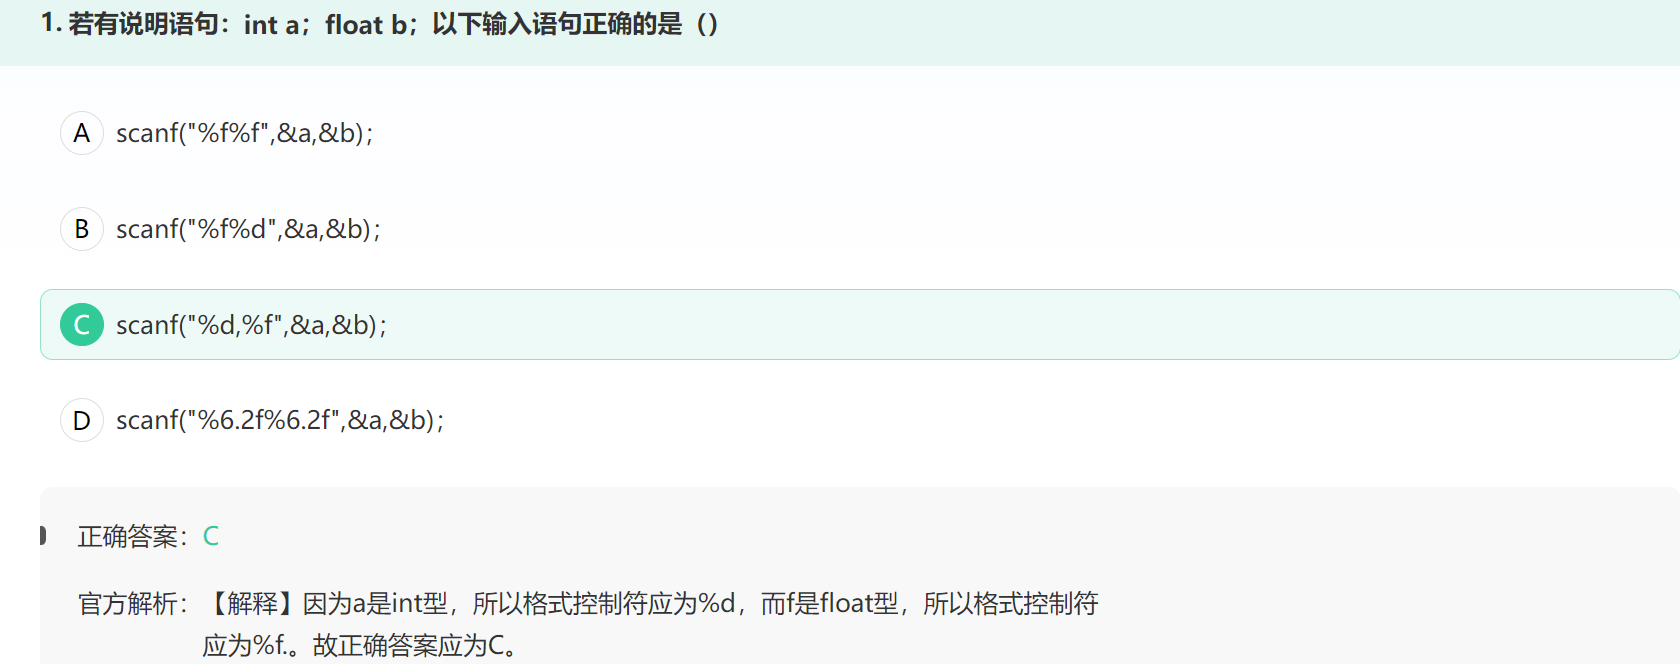 1. 若有说明语句：int a；float b；以下输入语句正确的是（）
A scanf("%f%f",&a,&b);
B scanf("%f%d",&a,&b);
C scanf("%d,%f",&a,&b);
D scanf("%6.2f%6.2f",&a,&b);
正确答案：C
官方解析：【解释】因为a是int型，所以格式控制符应为%d，而f是float型，所以格式控制符
应为%f.。故正确答案应为C。